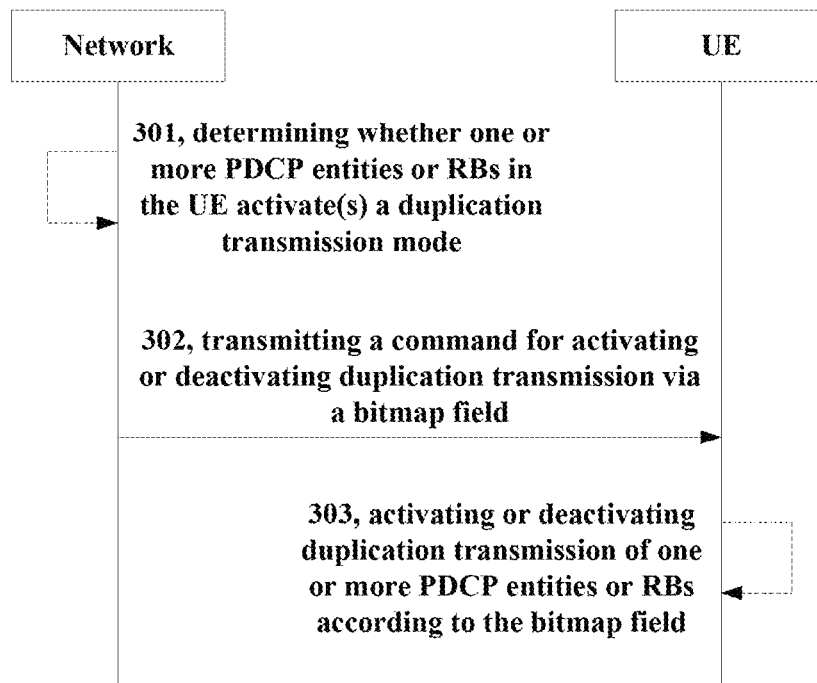 Network
UE
301, determining whether one or
more PDCP entities or RBs in
the UE activate(s) a duplication
transmission mode
302, transmitting a command for activating
or deactivating duplication transmission via
a bitmap field
303, activating or deactivating
duplication transmission of one
or more PDCP entities or RBs
according to the bitmap field